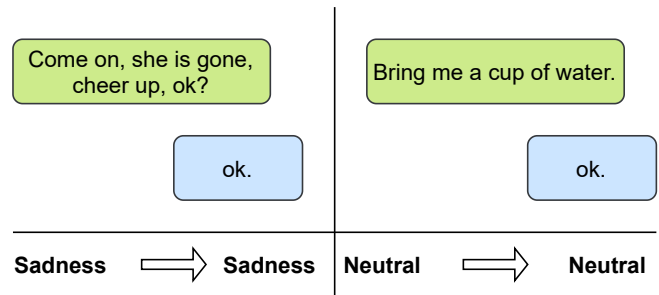 Come on, she is gone,
cheer up, ok?
ok.
Bring me a cup of water.
ok.
Sadness Sadness
Neutral Neutral